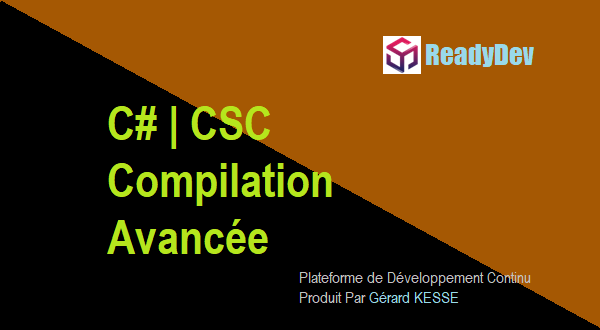 ReadyDev
C# | CSC
Compilation
Avancée
Plateforme de Développement Continu
Produit Par Gérard KESSE